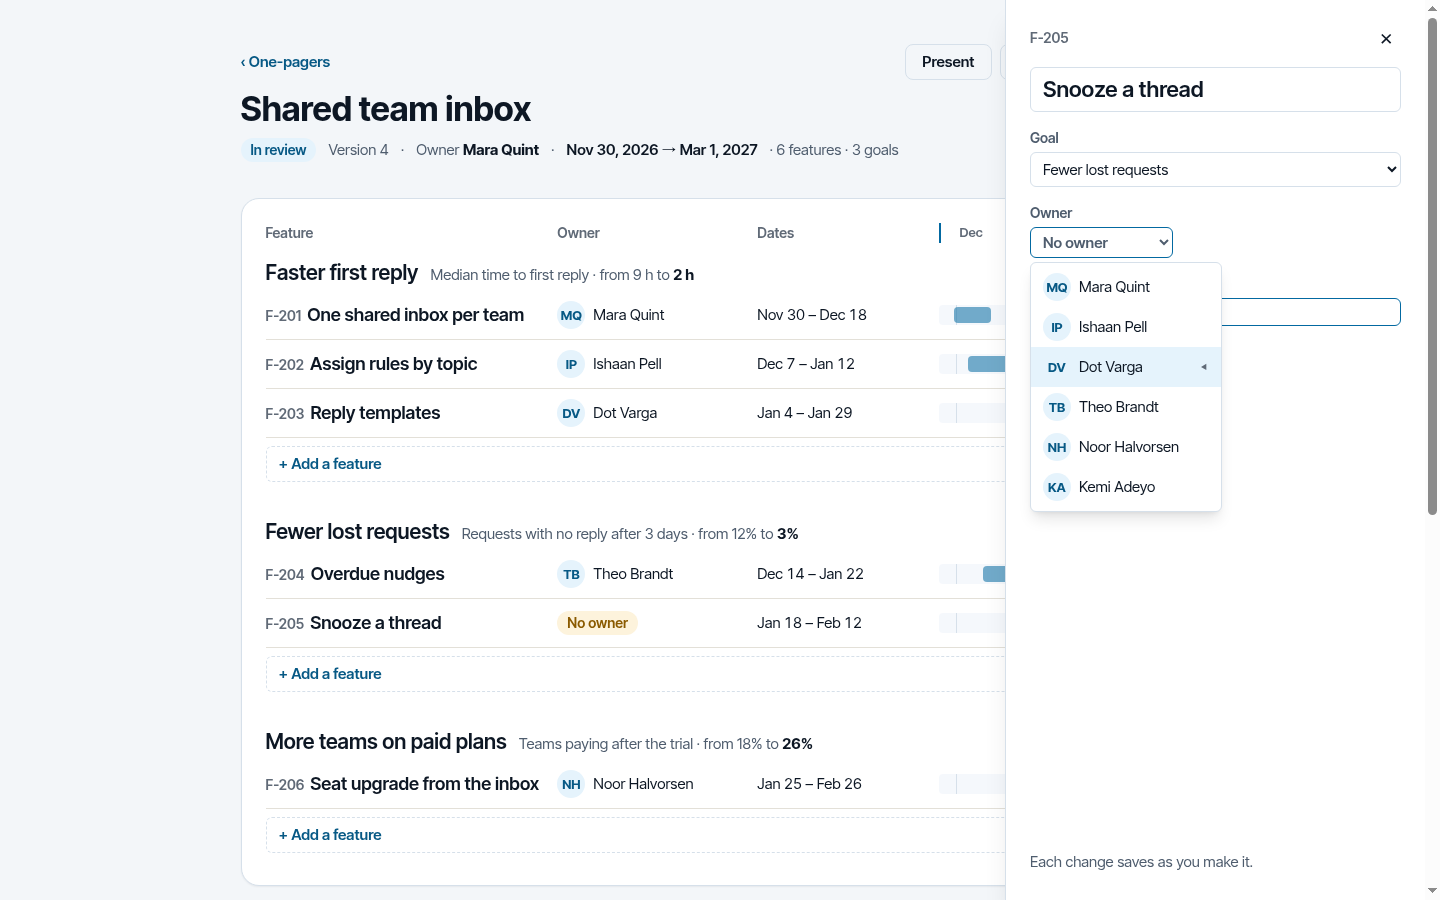 ‹ One-pagers
Present
Shared team inbox
In review Version 4 · Owner Mara Quint · Nov 30, 2026 → Mar 1, 2027 · 6 features · 3 goals
Feature Owner Dates Dec
Faster first reply Median time to first reply · from 9 h to 2 h
F-201 One shared inbox per team MQ Mara Quint Nov 30 – Dec 18
F-202 Assign rules by topic IP Ishaan Pell Dec 7 – Jan 12
F-203 Reply templates DV Dot Varga Jan 4 – Jan 29
+ Add a feature
Fewer lost requests Requests with no reply after 3 days · from 12% to 3%
F-204 Overdue nudges TB Theo Brandt Dec 14 – Jan 22
F-205 Snooze a thread No owner Jan 18 – Feb 12
+ Add a feature
More teams on paid plans Teams paying after the trial · from 18% to 26%
F-206 Seat upgrade from the inbox NH Noor Halvorsen Jan 25 – Feb 26
+ Add a feature
F-205
Snooze a thread
Goal
Fewer lost requests
Owner
No owner
MQ Mara Quint
IP Ishaan Pell
DV Dot Varga
TB Theo Brandt
NH Noor Halvorsen
KA Kemi Adeyo
Each change saves as you make it.